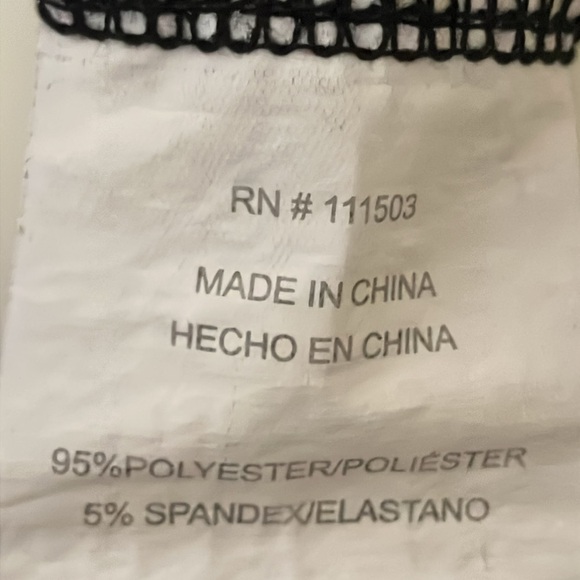 RN # 111503
MADE IN CHINA
HECHO EN CHINA
95%POLYESTER/POLIÉSTER
5% SPANDEX/ELASTANO